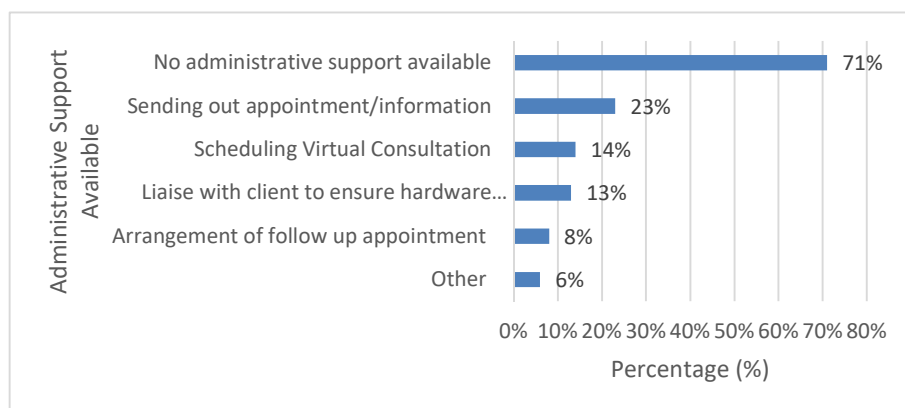 Administrative Support
Available
No administrative support available
71%
Sending out appointment/information
23%
Scheduling Virtual Consultation
14%
Liaise with client to ensure hardware...
13%
Arrangement of follow up appointment
8%
Other
6%
0% 10% 20% 30% 40% 50% 60% 70% 80%
Percentage (%)